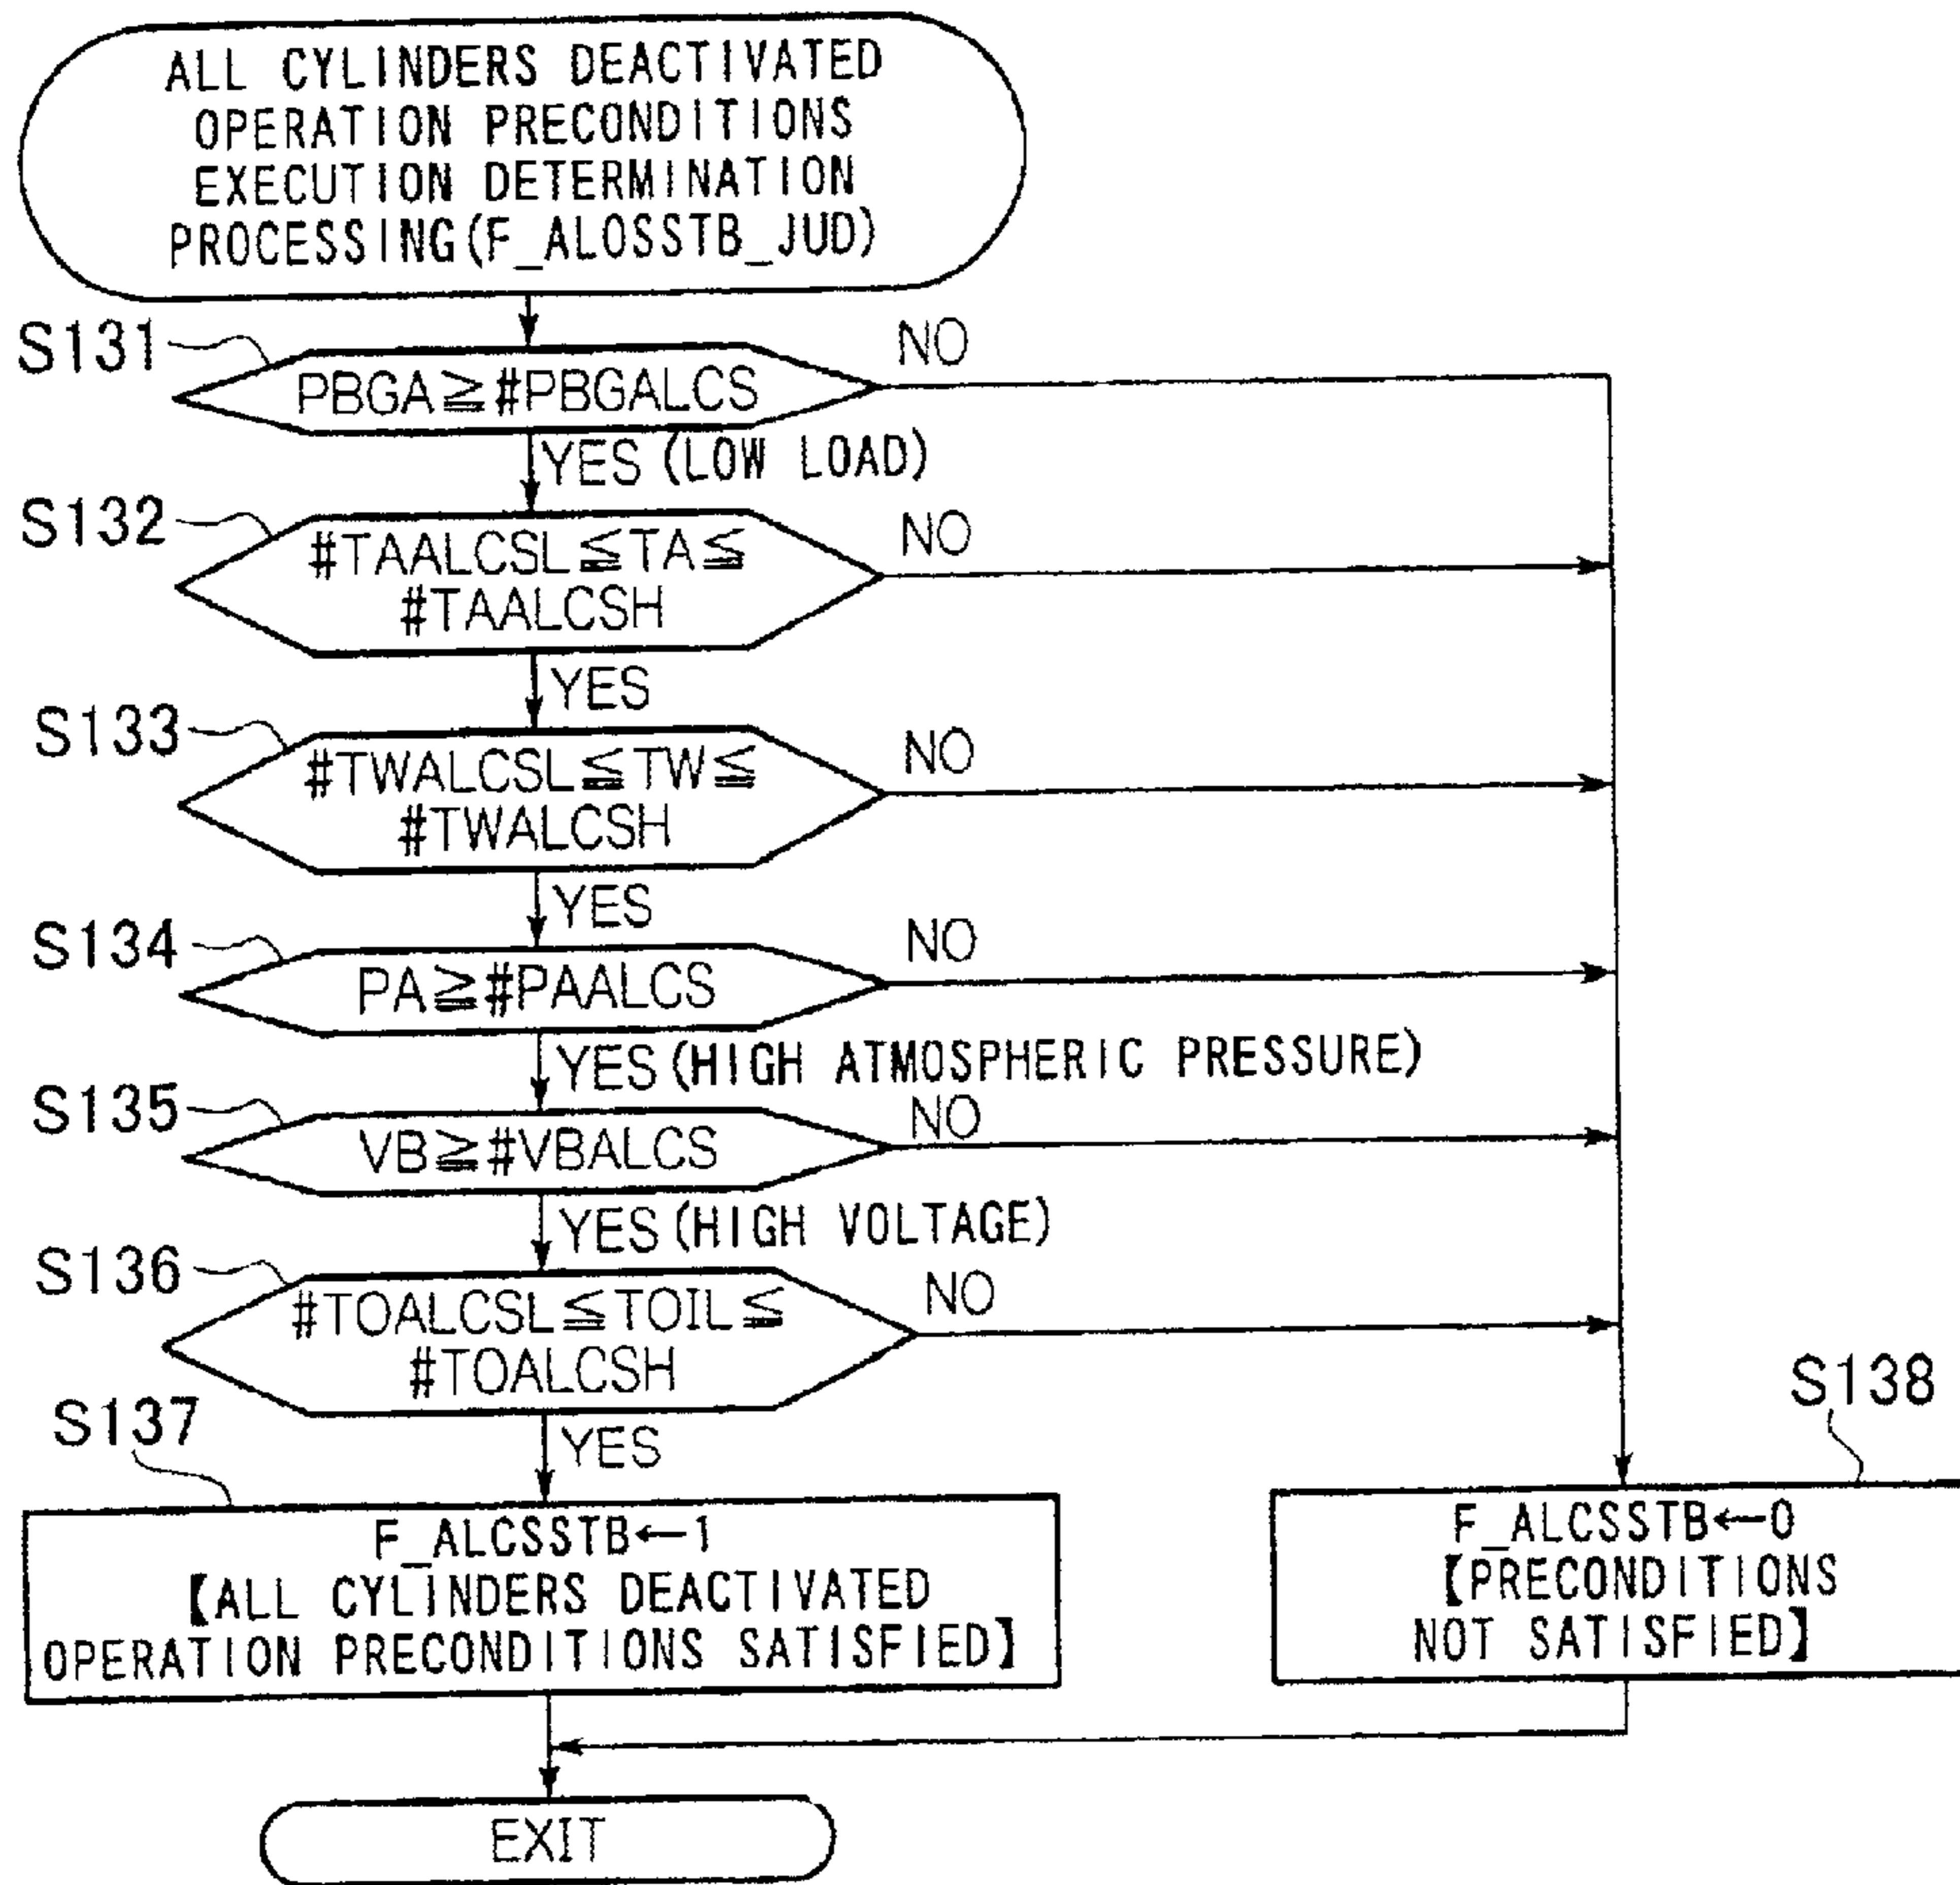 ALL CYLINDERS DEACTIVATED
OPERATION PRECONDITIONS
EXECUTION DETERMINATION
PROCESSING(F_ALOSSTB_JUD)
S131
PBGA≧#PBGALCS
NO
YES (LOW LOAD)
S132
#TAALCSL≦TA≦
#TAALCSH
NO
YES
S133
#TWALCSL≦TW≦
#TWALCSH
NO
YES
S134
PA≧#PAALCS
NO
YES (HIGH ATMOSPHERIC PRESSURE)
S135
VB≧#VBALCS
NO
YES (HIGH VOLTAGE)
S136
#TOALCSL≦TOIL≦
#TOALCSH
NO
YES
S137
F_ALCSSTB←1
【ALL CYLINDERS DEACTIVATED
OPERATION PRECONDITIONS SATISFIED】
S138
F_ALCSSTB←0
【PRECONDITIONS
NOT SATISFIED】
EXIT